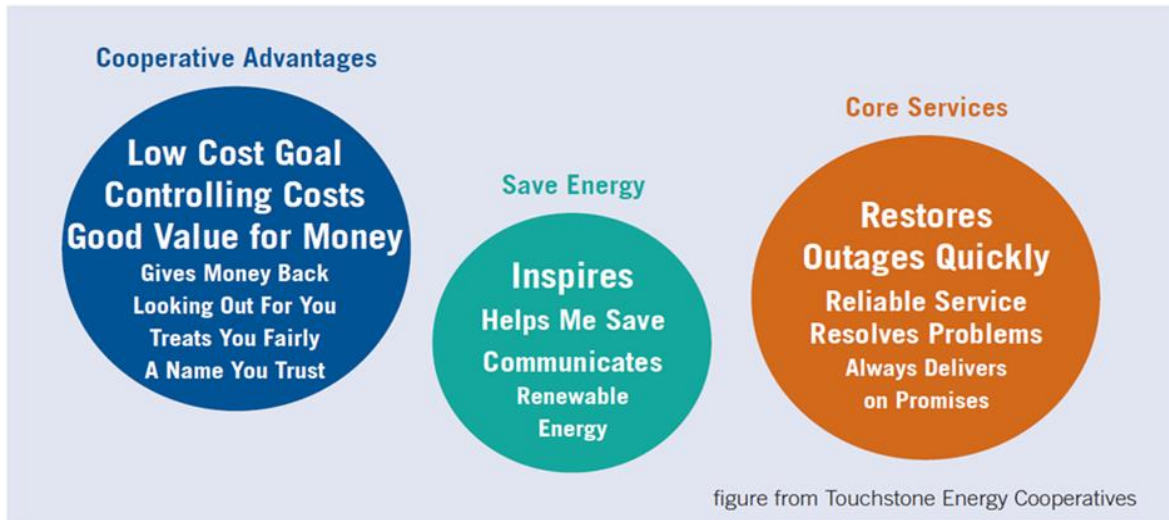 Cooperative Advantages
Low Cost Goal
Controlling Costs
Good Value for Money
Gives Money Back
Looking Out For You
Treats You Fairly
A Name You Trust
Save Energy
Inspires
Helps Me Save
Communicates
Renewable
Energy
Core Services
Restores
Outages Quickly
Reliable Service
Resolves Problems
Always Delivers
on Promises
figure from Touchstone Energy Cooperatives